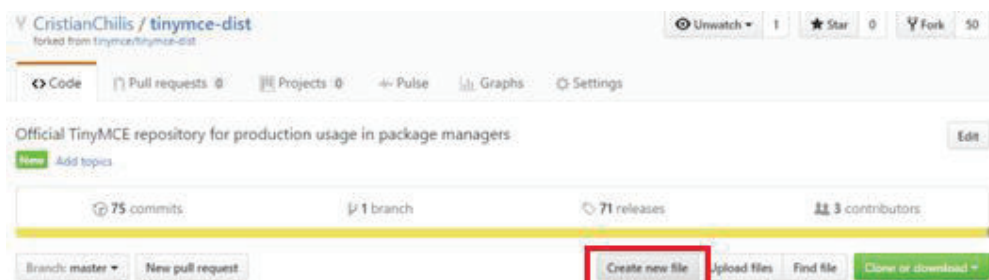 CristianChilis / tinymce-dist Unwatch 1 Star 0 Fork 50
forked from tinymce/tinymce-dist
<> Code Pull requests 0 Projects 0 Pulse Graphs Settings
Official TinyMCE repository for production usage in package managers Edit
New Add topics
75 commits 1 branch 71 releases 3 contributors
Branch: master New pull request Create new file Upload files Find file Clone or download